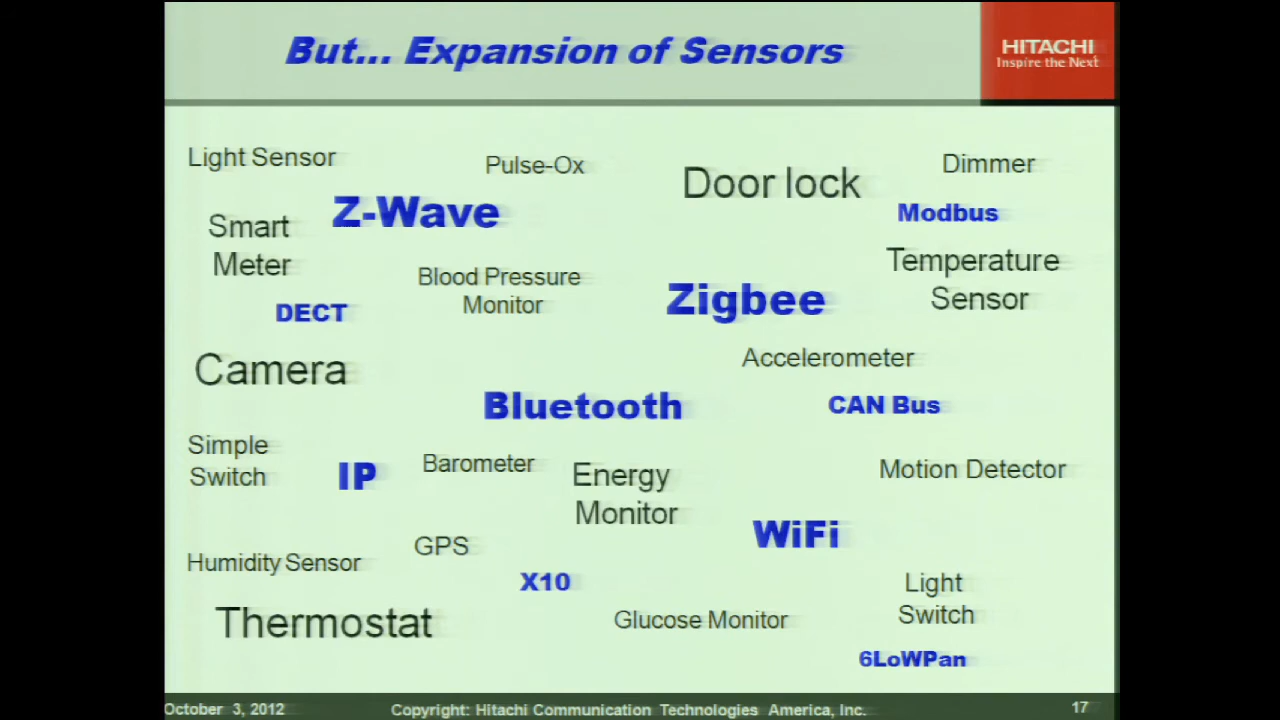 But... Expansion of Sensors
HITACHI
Inspire the Next
Light Sensor
Pulse-Ox
Door lock
Dimmer
Z-Wave
Modbus
Smart
Meter
Blood Pressure
Monitor
Temperature
Sensor
DECT
Zigbee
Camera
Accelerometer
Bluetooth
CAN Bus
Simple
Switch
IP
Barometer
Energy
Monitor
Motion Detector
WiFi
Humidity Sensor
GPS
X10
Light
Switch
Thermostat
Glucose Monitor
6LoWPan
October 3, 2012
Copyright: Hitachi Communication Technologies America, Inc.
17